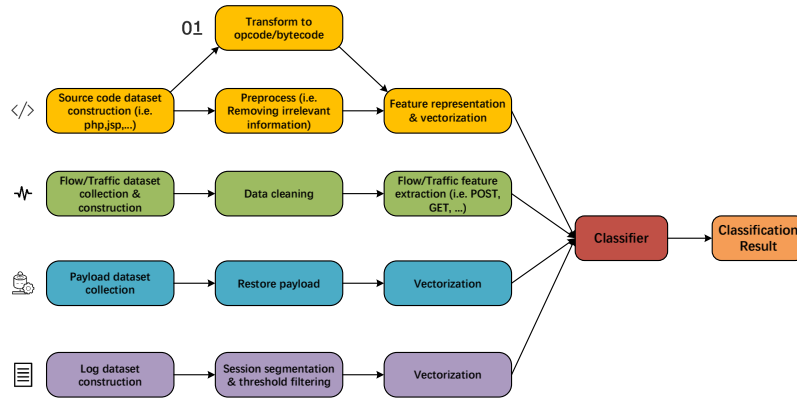 01
Transform to
opcode/bytecode
</>
Source code dataset
construction (i.e.
php,jsp,...)
Preprocess (i.e.
Removing irrelevant
information)
Feature representation
& vectorization
Flow/Traffic dataset
collection &
construction
Data cleaning
Flow/Traffic feature
extraction (i.e. POST,
GET, ...)
Classifier
Classification
Result
Payload dataset
collection
Restore payload
Vectorization
Log dataset
construction
Session segmentation
& threshold filtering
Vectorization